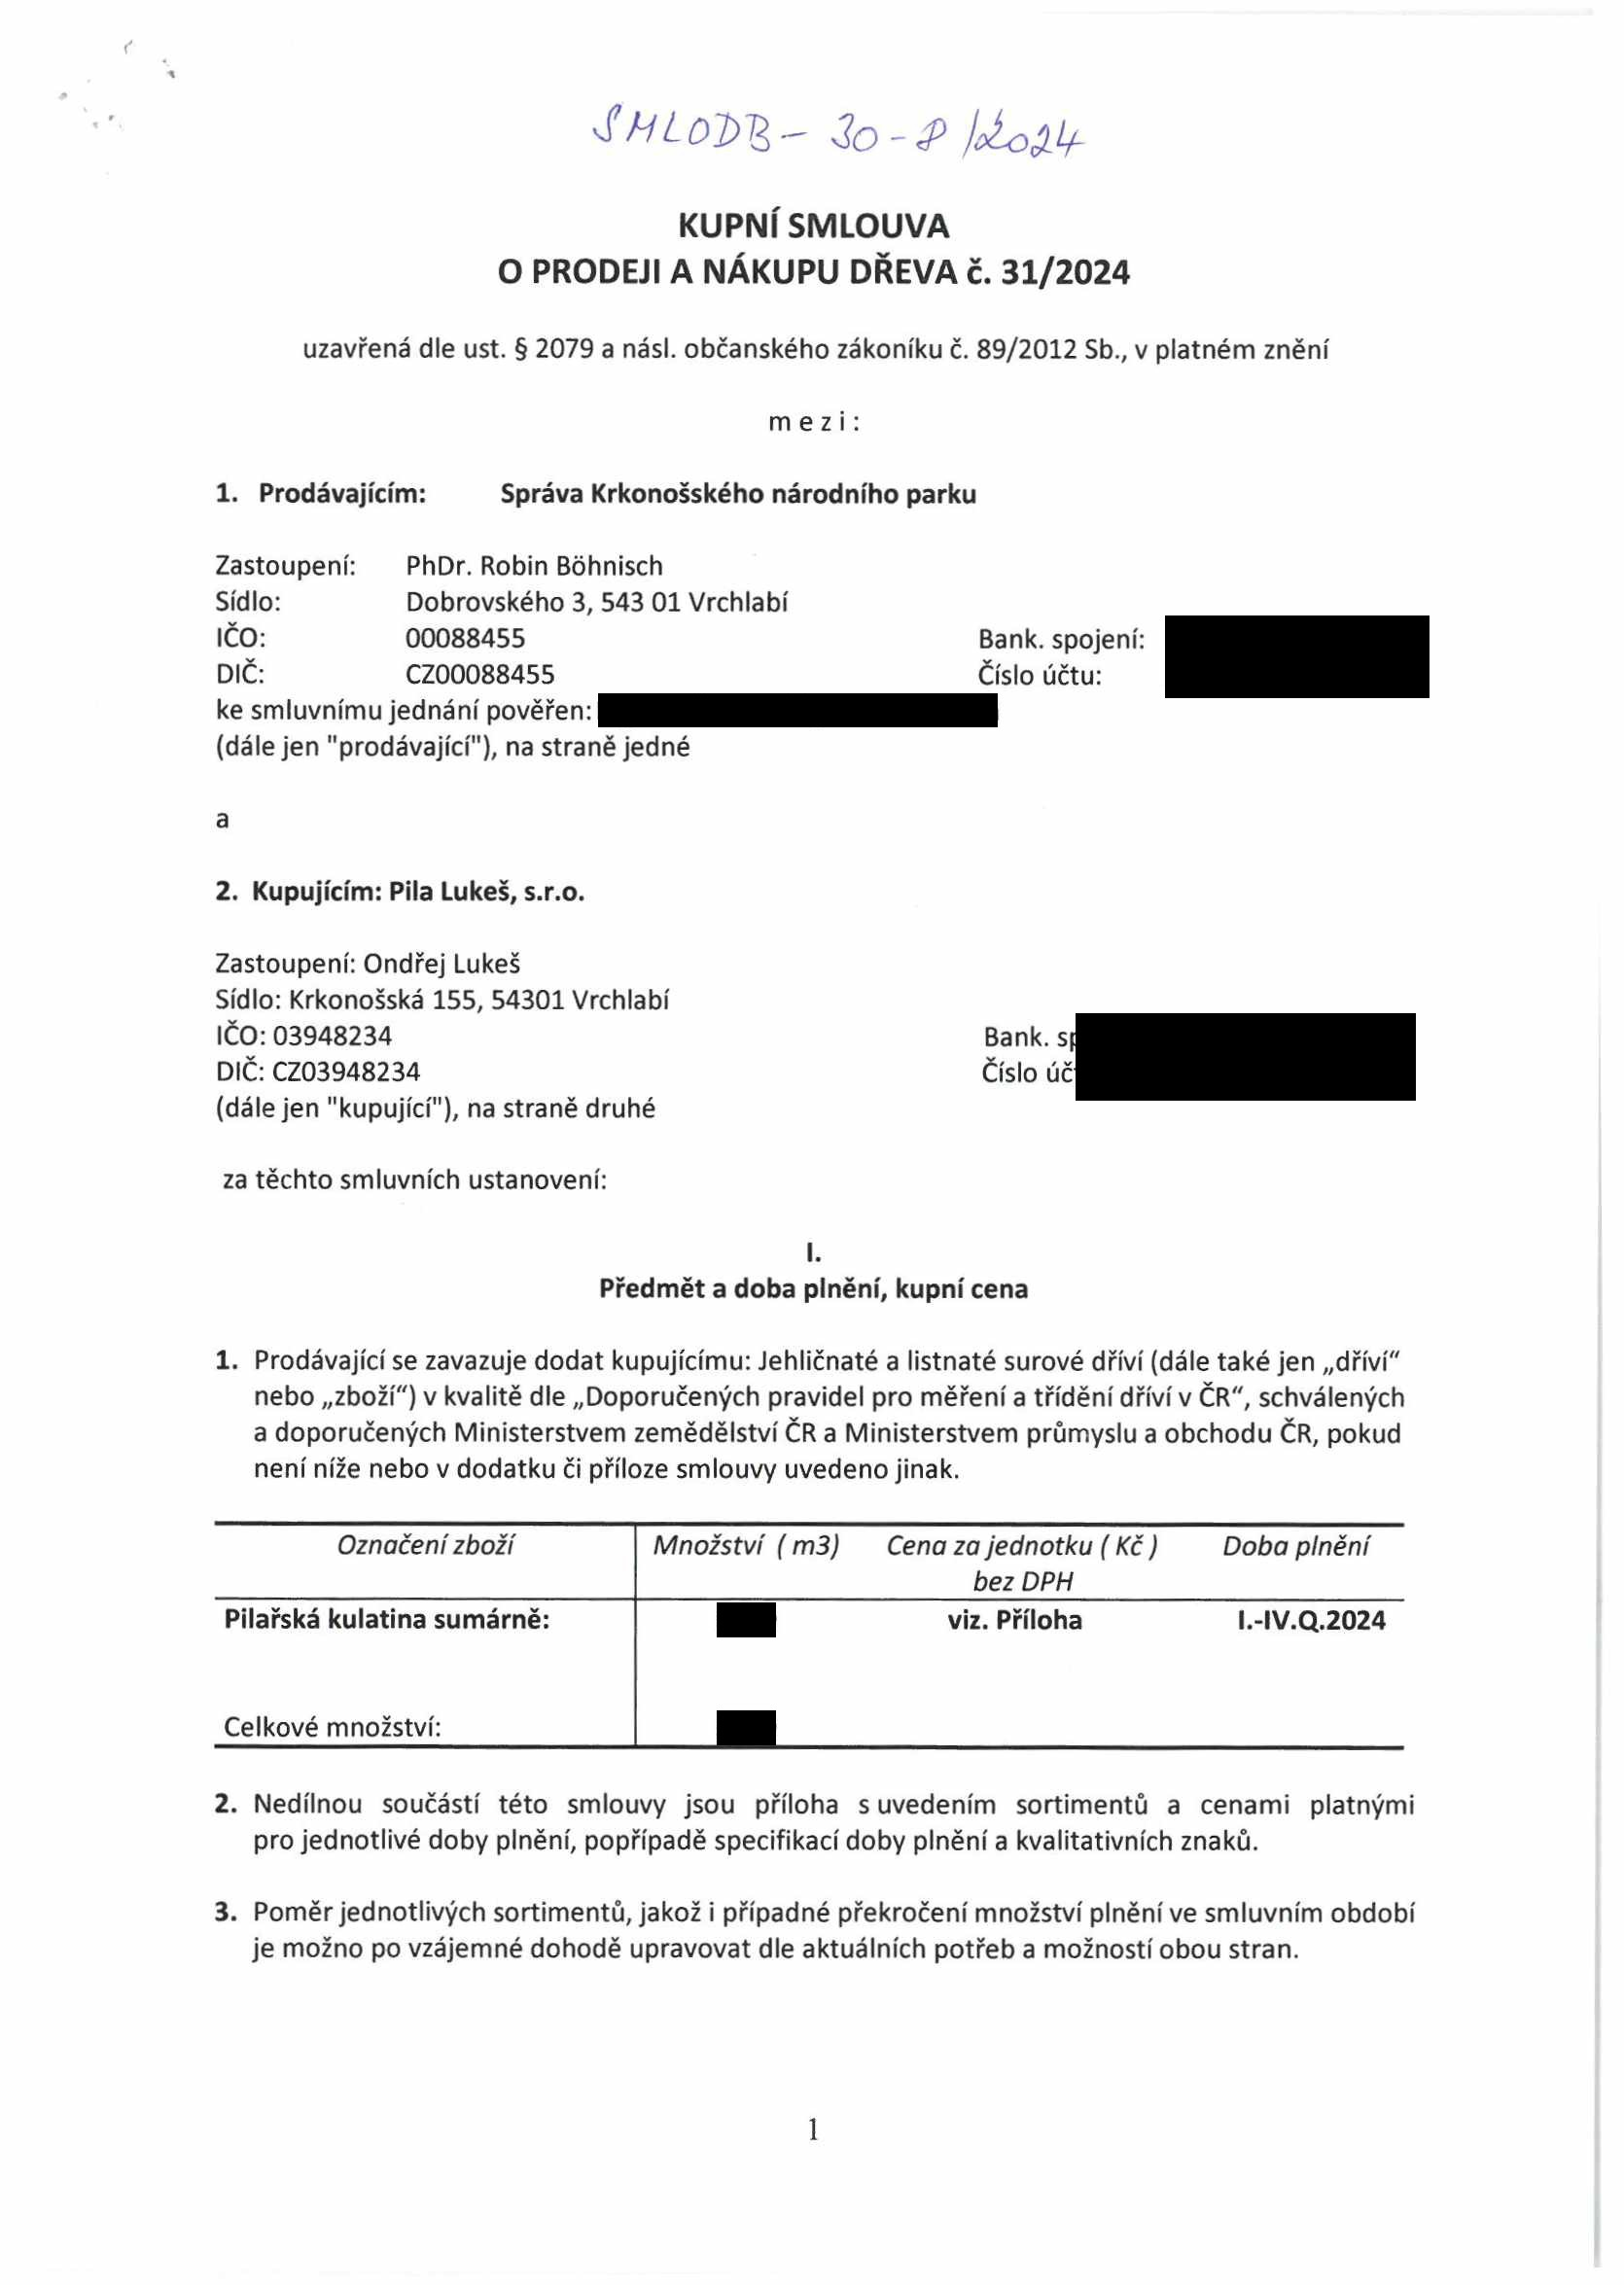 SMLODB - 30 - 8/2024
KUPNÍ SMLOUVA
O PRODEJI A NÁKUPU DŘEVA č. 31/2024
uzavřená dle ust. § 2079 a násl. občanského zákoníku č. 89/2012 Sb., v platném znění
m e z i :
1. Prodávajícím: Správa Krkonošského národního parku
Zastoupení: PhDr. Robin Böhnisch
Sídlo: Dobrovského 3, 543 01 Vrchlabí
IČO: 00088455 Bank. spojení:
DIČ: CZ00088455 Číslo účtu:
ke smluvnímu jednání pověřen:
(dále jen "prodávající"), na straně jedné
a
2. Kupujícím: Pila Lukeš, s.r.o.
Zastoupení: Ondřej Lukeš
Sídlo: Krkonošská 155, 54301 Vrchlabí
IČO: 03948234 Bank.
DIČ: CZ03948234 Číslo
(dále jen "kupující"), na straně druhé
za těchto smluvních ustanovení:
I.
Předmět a doba plnění, kupní cena
1. Prodávající se zavazuje dodat kupujícímu: Jehličnaté a listnaté surové dříví (dále také jen „dříví“
nebo „zboží“) v kvalitě dle „Doporučených pravidel pro měření a třídění dříví v ČR“, schválených
a doporučených Ministerstvem zemědělství ČR a Ministerstvem průmyslu a obchodu ČR, pokud
není níže nebo v dodatku či příloze smlouvy uvedeno jinak.
Označení zboží Množství ( m3) Cena za jednotku ( Kč ) Doba plnění
bez DPH
Pilařská kulatina sumárně: viz. Příloha I.-IV.Q.2024
Celkové množství:
2. Nedílnou součástí této smlouvy jsou příloha s uvedením sortimentů a cenami platnými
pro jednotlivé doby plnění, popřípadě specifikací doby plnění a kvalitativních znaků.
3. Poměr jednotlivých sortimentů, jakož i případné překročení množství plnění ve smluvním období
je možno po vzájemné dohodě upravovat dle aktuálních potřeb a možností obou stran.
1